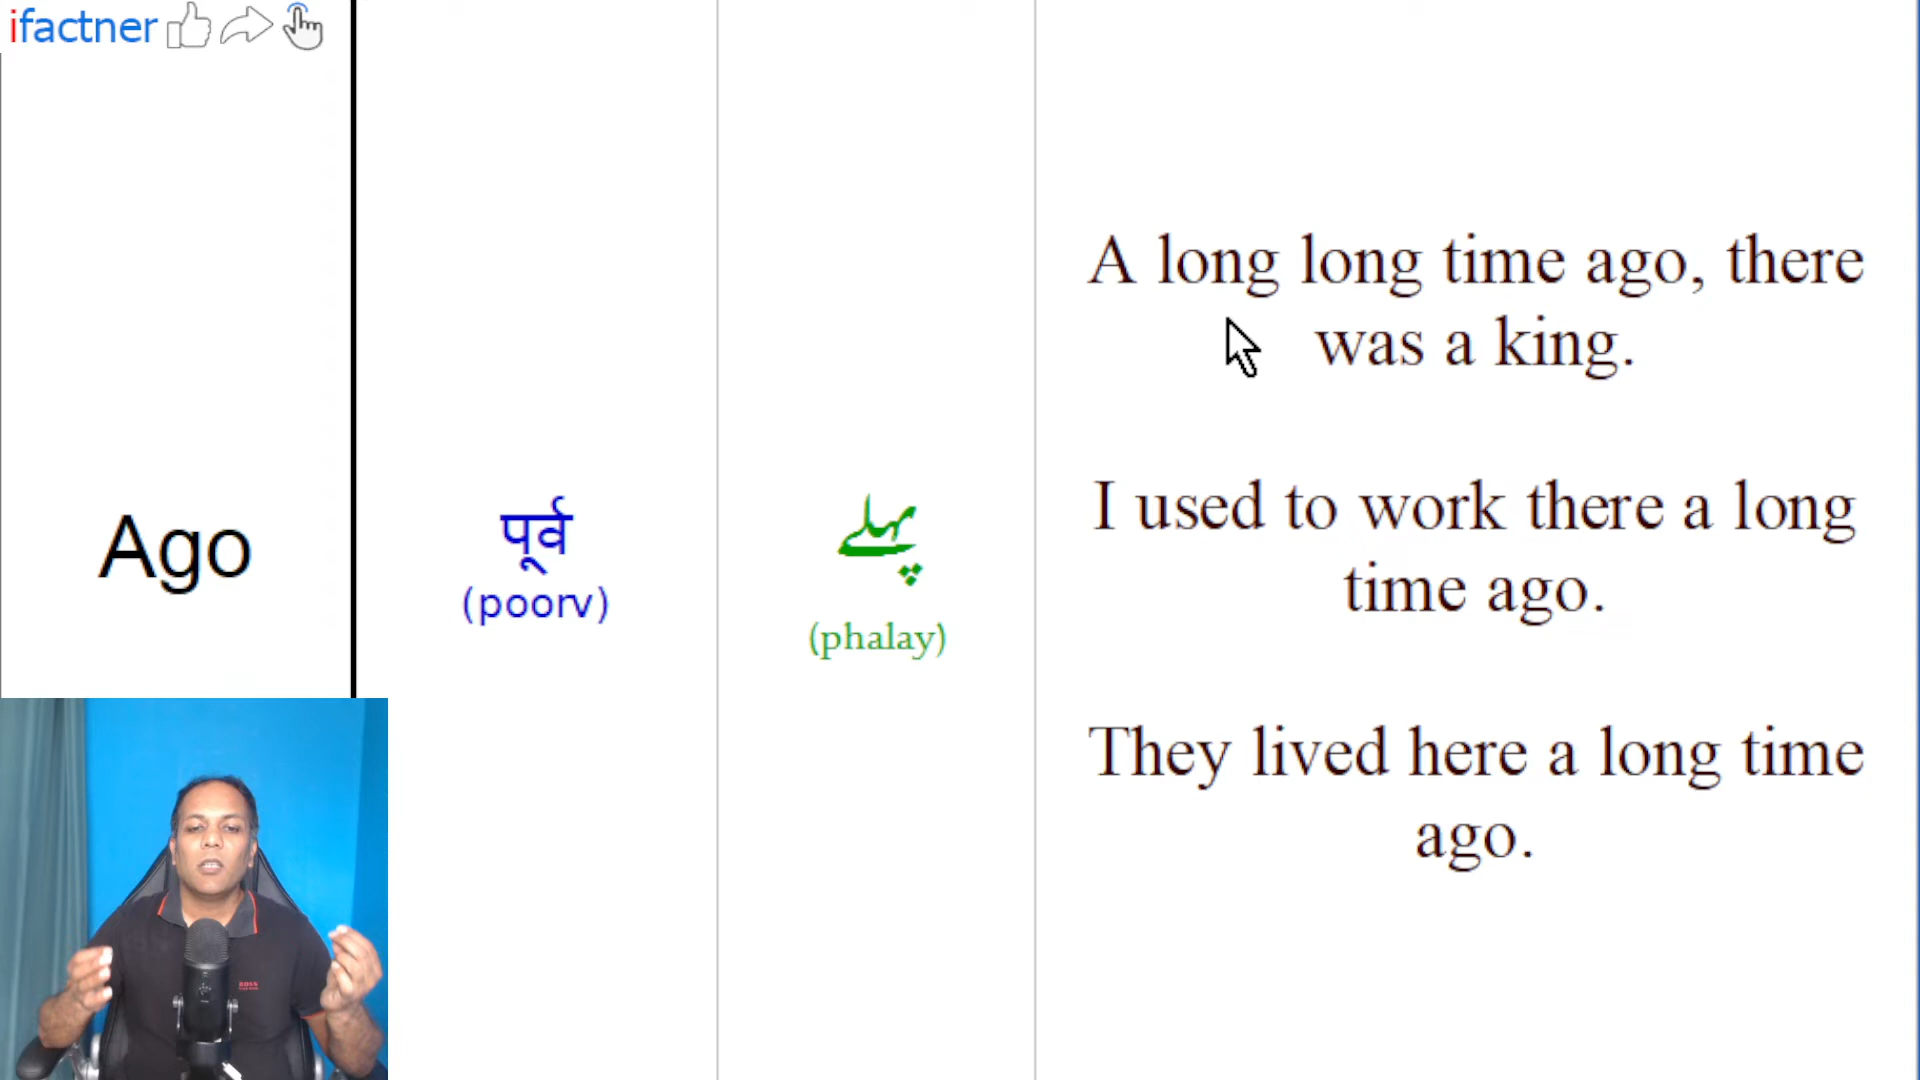 ifactner
Ago
पूर्व
(poorv)
پہلے
(phalay)
A long long time ago, there
was a king.
I used to work there a long
time ago.
They lived here a long time
ago.
BOSS